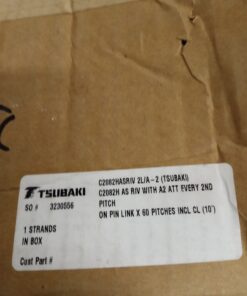 C2082HASRIV 2L/A-2 (TSUBAKI)
TSUBAKI
C2082H AS RIV WITH A2 ATT EVERY 2ND
PITCH
SO # 3230556
ON PIN LINK X 60 PITCHES INCL CL (10')
1 STRANDS
IN BOX
Cust Part #